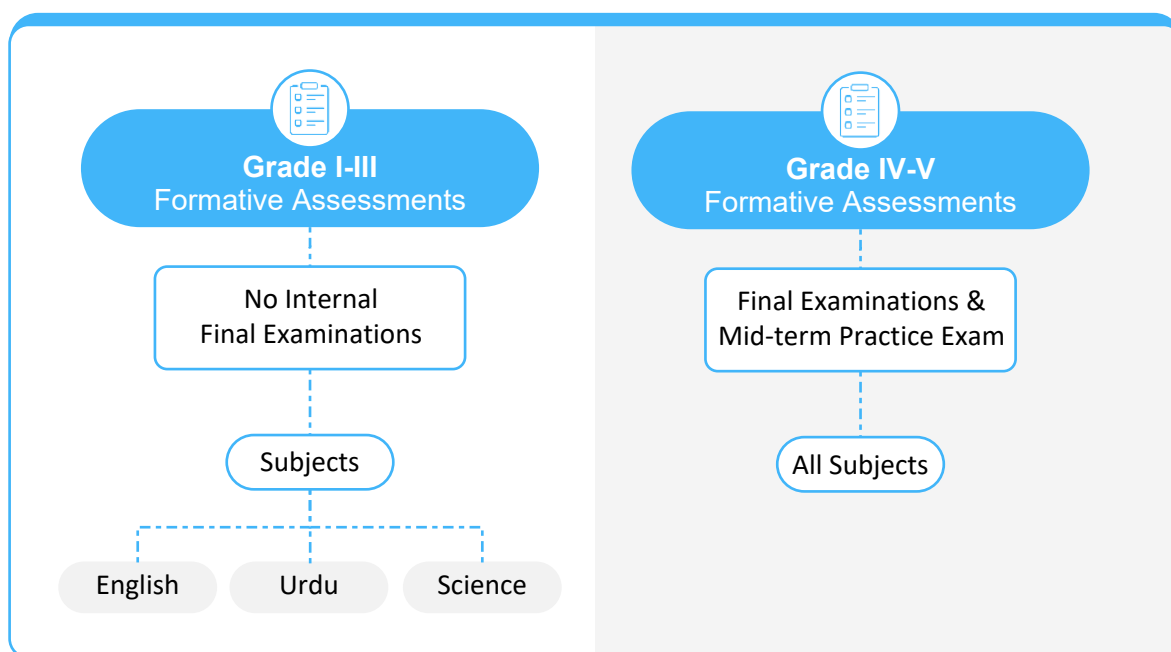 Grade I-III
Formative Assessments
No Internal
Final Examinations
Subjects
English
Urdu
Science
Grade IV-V
Formative Assessments
Final Examinations &
Mid-term Practice Exam
All Subjects